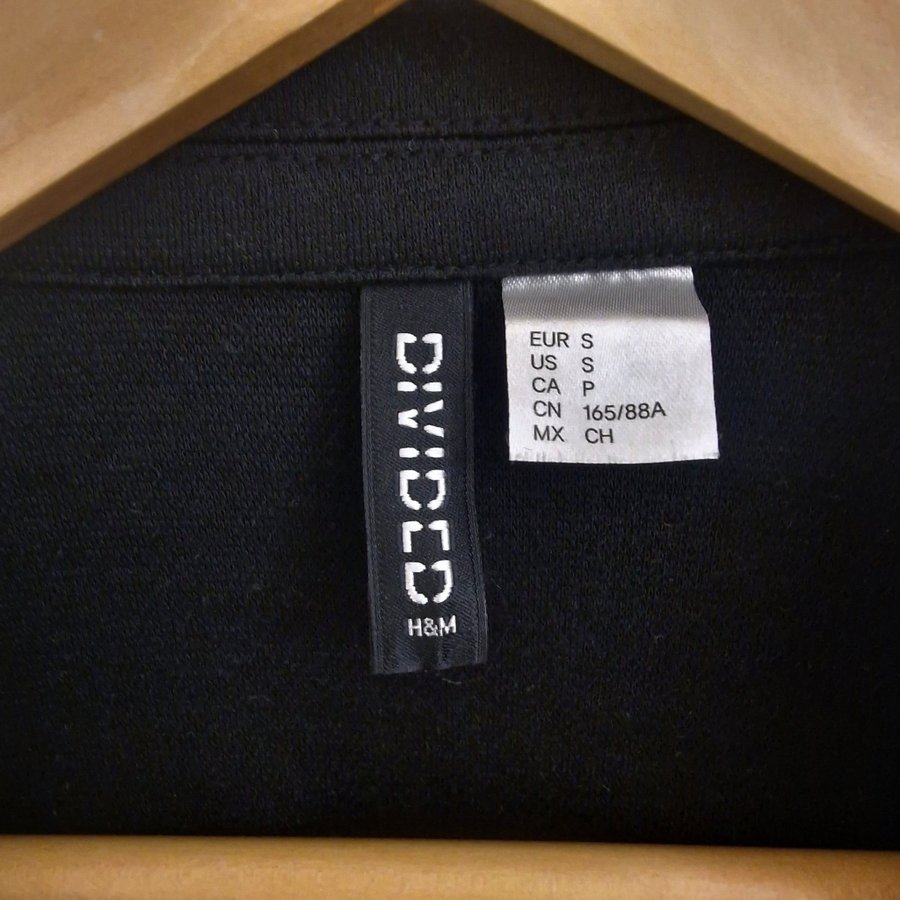 DIVIDED
H&M
EUR S
US S
CA P
CN 165/88A
MX CH